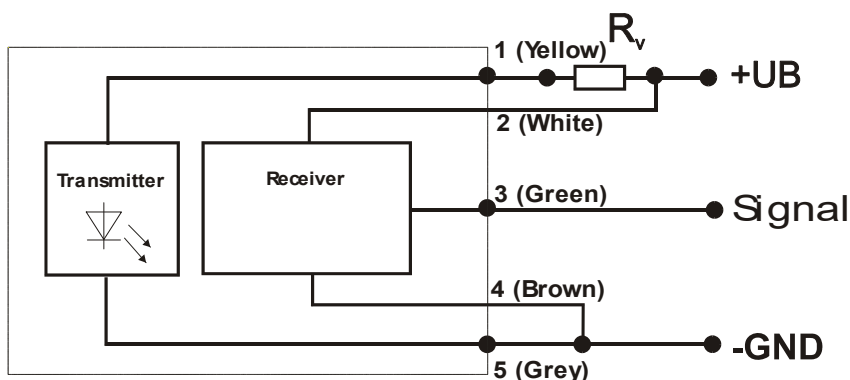 1 (Yellow)
Rv
+UB
2 (White)
Transmitter
Receiver
3 (Green)
Signal
4 (Brown)
-GND
5 (Grey)